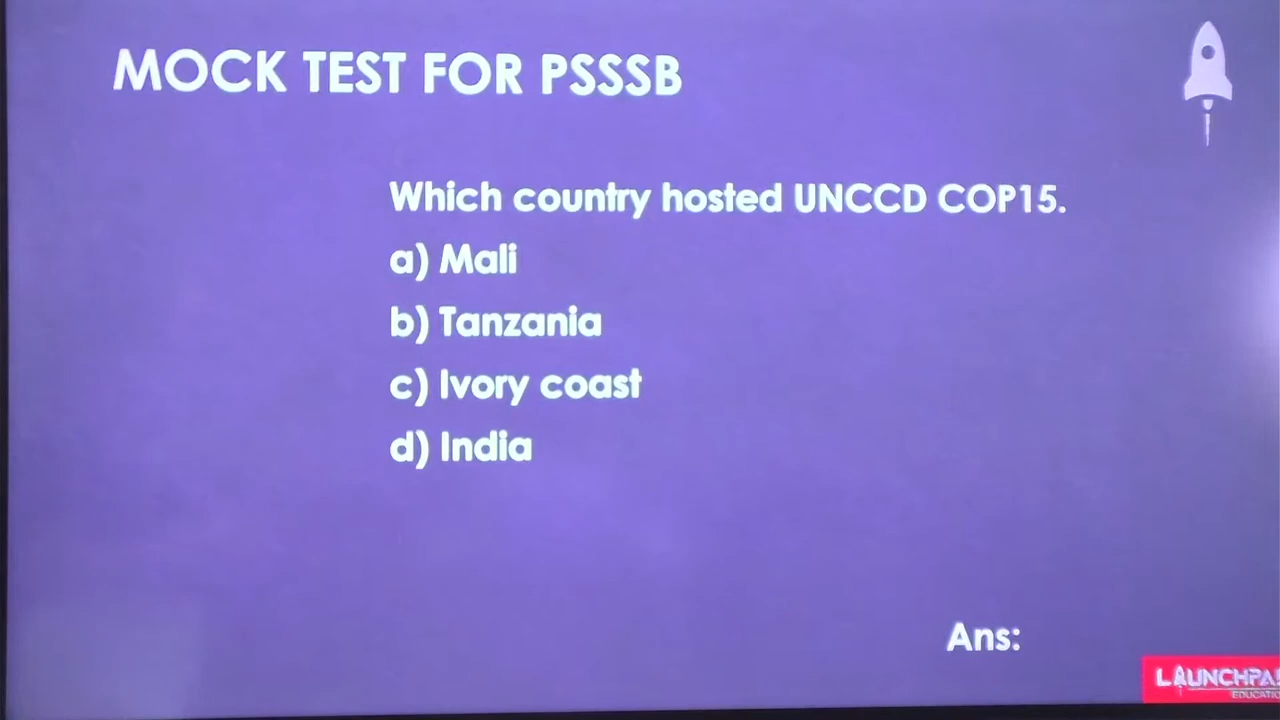 MOCK TEST FOR PSSSB
Which country hosted UNCCD COP15.
a) Mali
b) Tanzania
c) Ivory coast
d) India
Ans: